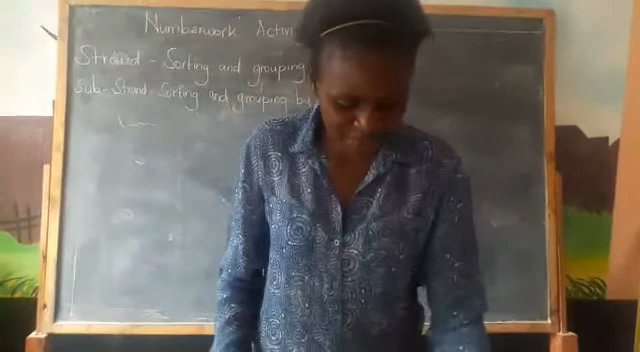 Numberwork Activi
Strand - Sorting and grouping
Sub-Strand-Sorting and grouping by